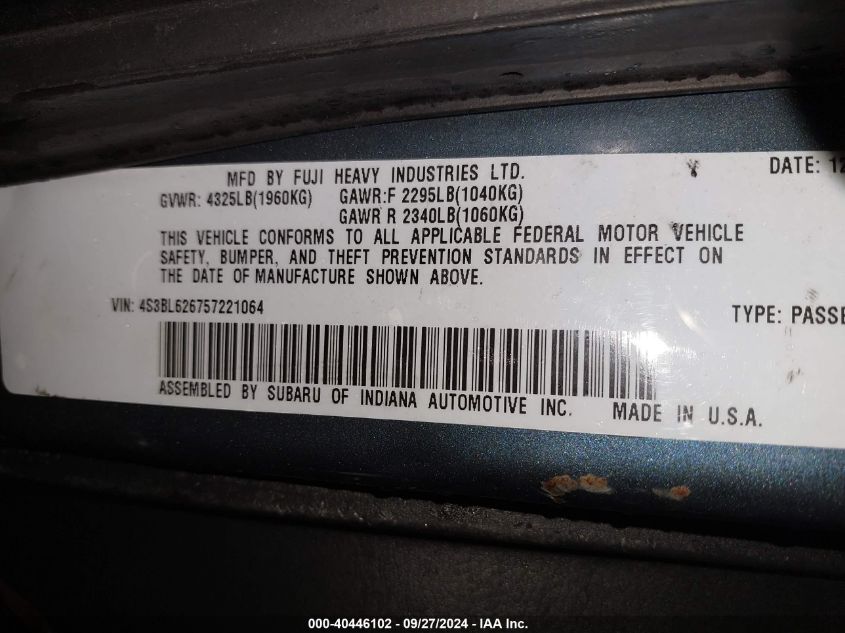 MFD BY FUJI HEAVY INDUSTRIES LTD. DATE: 12
GVWR: 4325LB(1960KG) GAWR:F 2295LB(1040KG)
GAWR R 2340LB(1060KG)
THIS VEHICLE CONFORMS TO ALL APPLICABLE FEDERAL MOTOR VEHICLE
SAFETY, BUMPER, AND THEFT PREVENTION STANDARDS IN EFFECT ON
THE DATE OF MANUFACTURE SHOWN ABOVE.
VIN: 4S3BL626757221064 TYPE: PASSE
ASSEMBLED BY SUBARU OF INDIANA AUTOMOTIVE INC. MADE IN U.S.A.
000-40446102 - 09/27/2024 - IAA Inc.